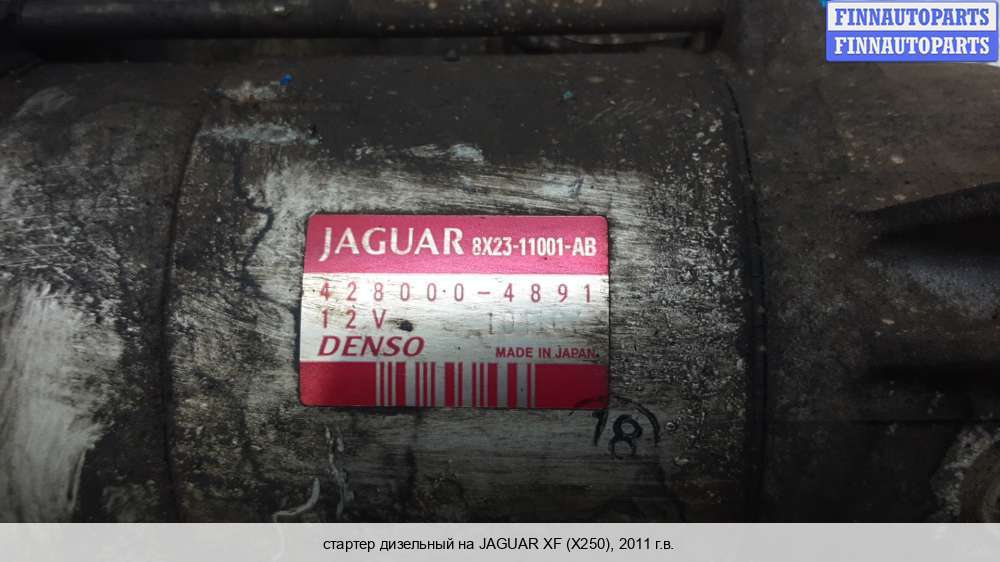 FINNAUTOPARTS
FINNAUTOPARTS
JAGUAR 8X23-11001-AB
428000-4891
12V
DENSO MADE IN JAPAN
18
стартер дизельный на JAGUAR XF (X250), 2011 г.в.